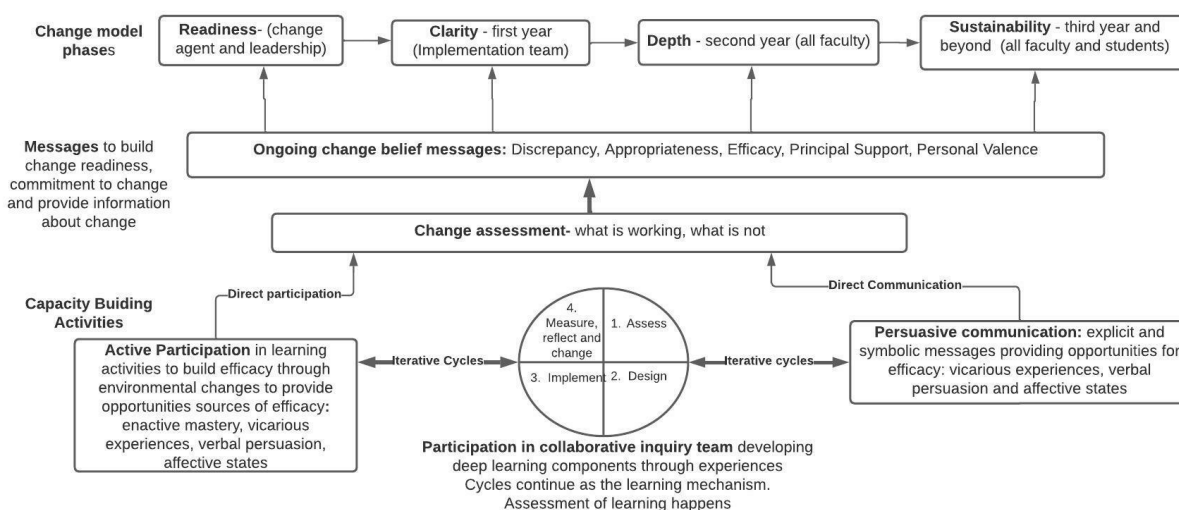 Change model
phases
Readiness- (change
agent and leadership)
Clarity - first year
(Implementation team)
Depth - second year (all faculty)
Sustainability - third year and
beyond (all faculty and students)
Messages to build
change readiness,
commitment to change
and provide information
about change
Ongoing change belief messages: Discrepancy, Appropriateness, Efficacy, Principal Support, Personal Valence
Change assessment- what is working, what is not
Direct participation
Direct Communication
Capacity Buiding
Activities
Active Participation in learning
activities to build efficacy through
environmental changes to provide
opportunities sources of efficacy:
enactive mastery, vicarious
experiences, verbal persuasion,
affective states
Iterative Cycles
4.
Measure,
reflect and
change
1. Assess
3. Implement
2. Design
Iterative cycles
Persuasive communication: explicit and
symbolic messages providing opportunities for
efficacy: vicarious experiences, verbal
persuasion and affective states
Participation in collaborative inquiry team developing
deep learning components through experiences
Cycles continue as the learning mechanism.
Assessment of learning happens